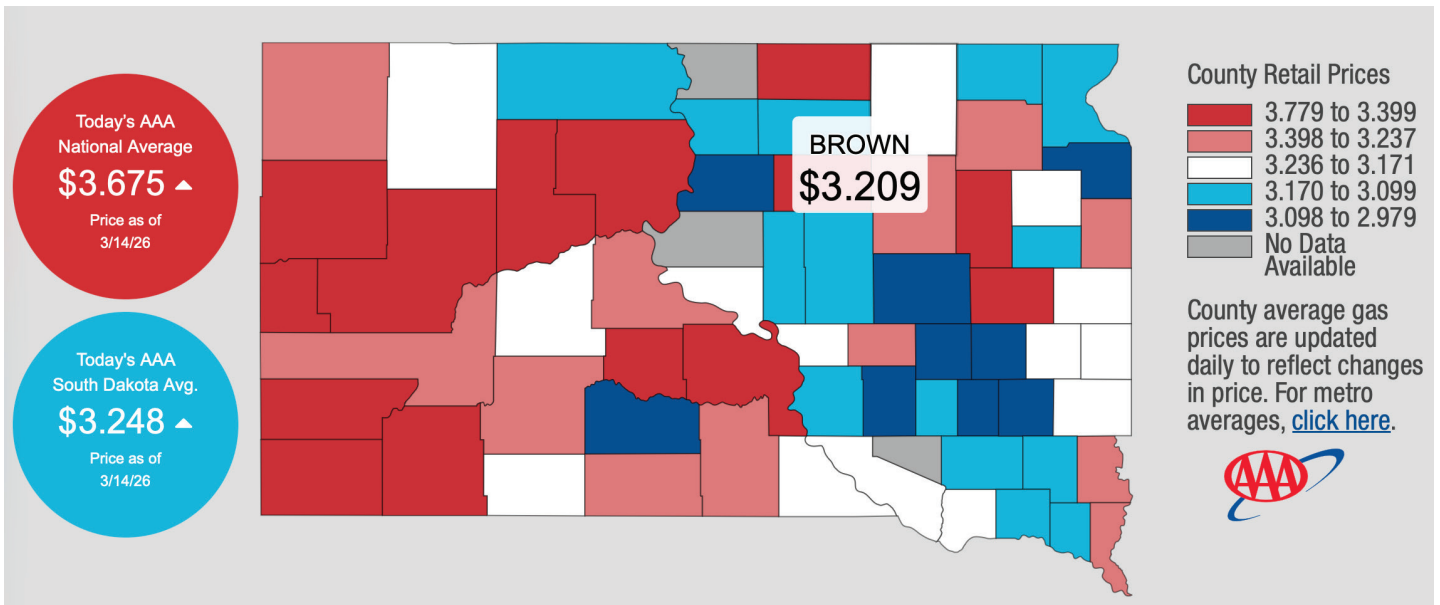 Today's AAA
National Average
$3.675
Price as of
3/14/26
Today's AAA
South Dakota Avg.
$3.248
Price as of
3/14/26
BROWN
$3.209
County Retail Prices
3.779 to 3.399
3.398 to 3.237
3.236 to 3.171
3.170 to 3.099
3.098 to 2.979
No Data
Available
County average gas
prices are updated
daily to reflect changes
in price. For metro
averages, click here.
AAA